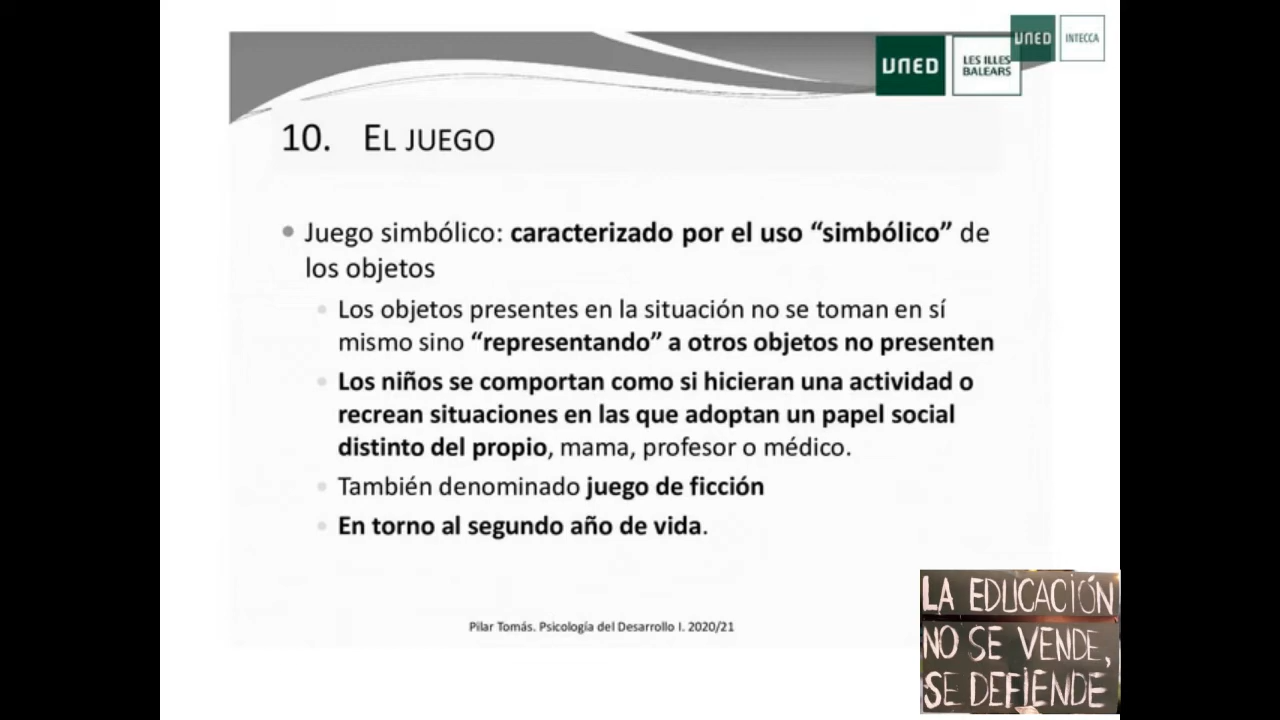 UNED
INTECCA
UNED
LES ILLES
BALEARS
10. EL JUEGO
Juego simbólico: caracterizado por el uso “simbólico” de
los objetos
Los objetos presentes en la situación no se toman en sí
mismo sino “representando” a otros objetos no presenten
Los niños se comportan como si hicieran una actividad o
recrean situaciones en las que adoptan un papel social
distinto del propio, mama, profesor o médico.
También denominado juego de ficción
En torno al segundo año de vida.
Pilar Tomás. Psicología del Desarrollo I. 2020/21
LA EDUCACIÓN
NO SE VENDE,
SE DEFIENDE